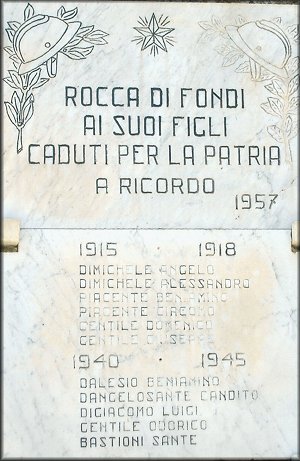 ROCCA DI FONDI
AI SUOI FIGLI
CADUTI PER LA PATRIA
A RICORDO
1957
1915 - 1918
DIMICHELE ANGELO
DIMICHELE ALESSANDRO
PIACENTE BENIAMINO
PIACENTE GIACOMO
GENTILE DOMENICO
GENTILE GIUSEPPE
1940 - 1945
DALESIO BENIAMINO
DANGELOSANTE CANDITO
DIGIACOMO LUIGI
GENTILE ODORICO
BASTIONI SANTE